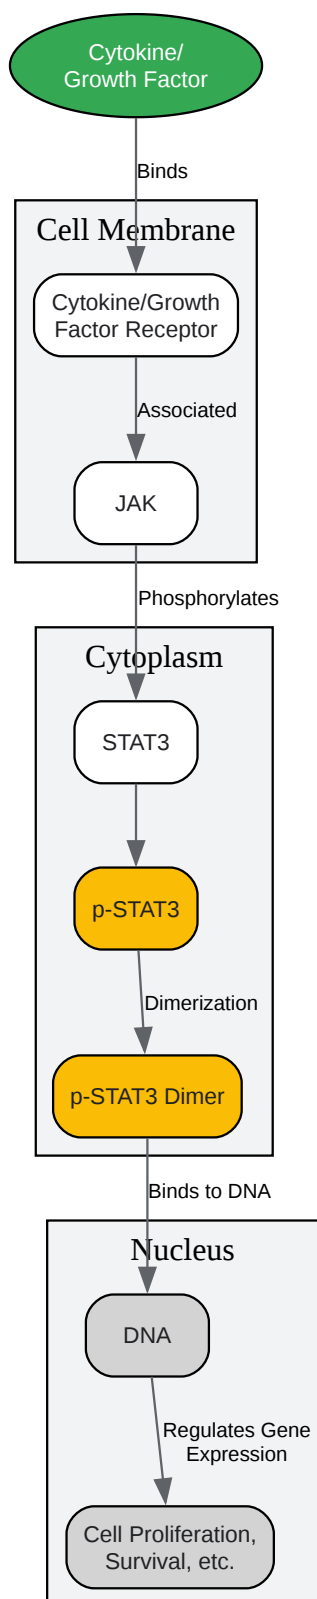 Cytokine/
Growth Factor
Binds
Cell Membrane
Cytokine/Growth
Factor Receptor
Associated
JAK
Phosphorylates
Cytoplasm
STAT3
p-STAT3
Dimerization
p-STAT3 Dimer
Binds to DNA
Nucleus
DNA
Regulates Gene
Expression
Cell Proliferation,
Survival, etc.